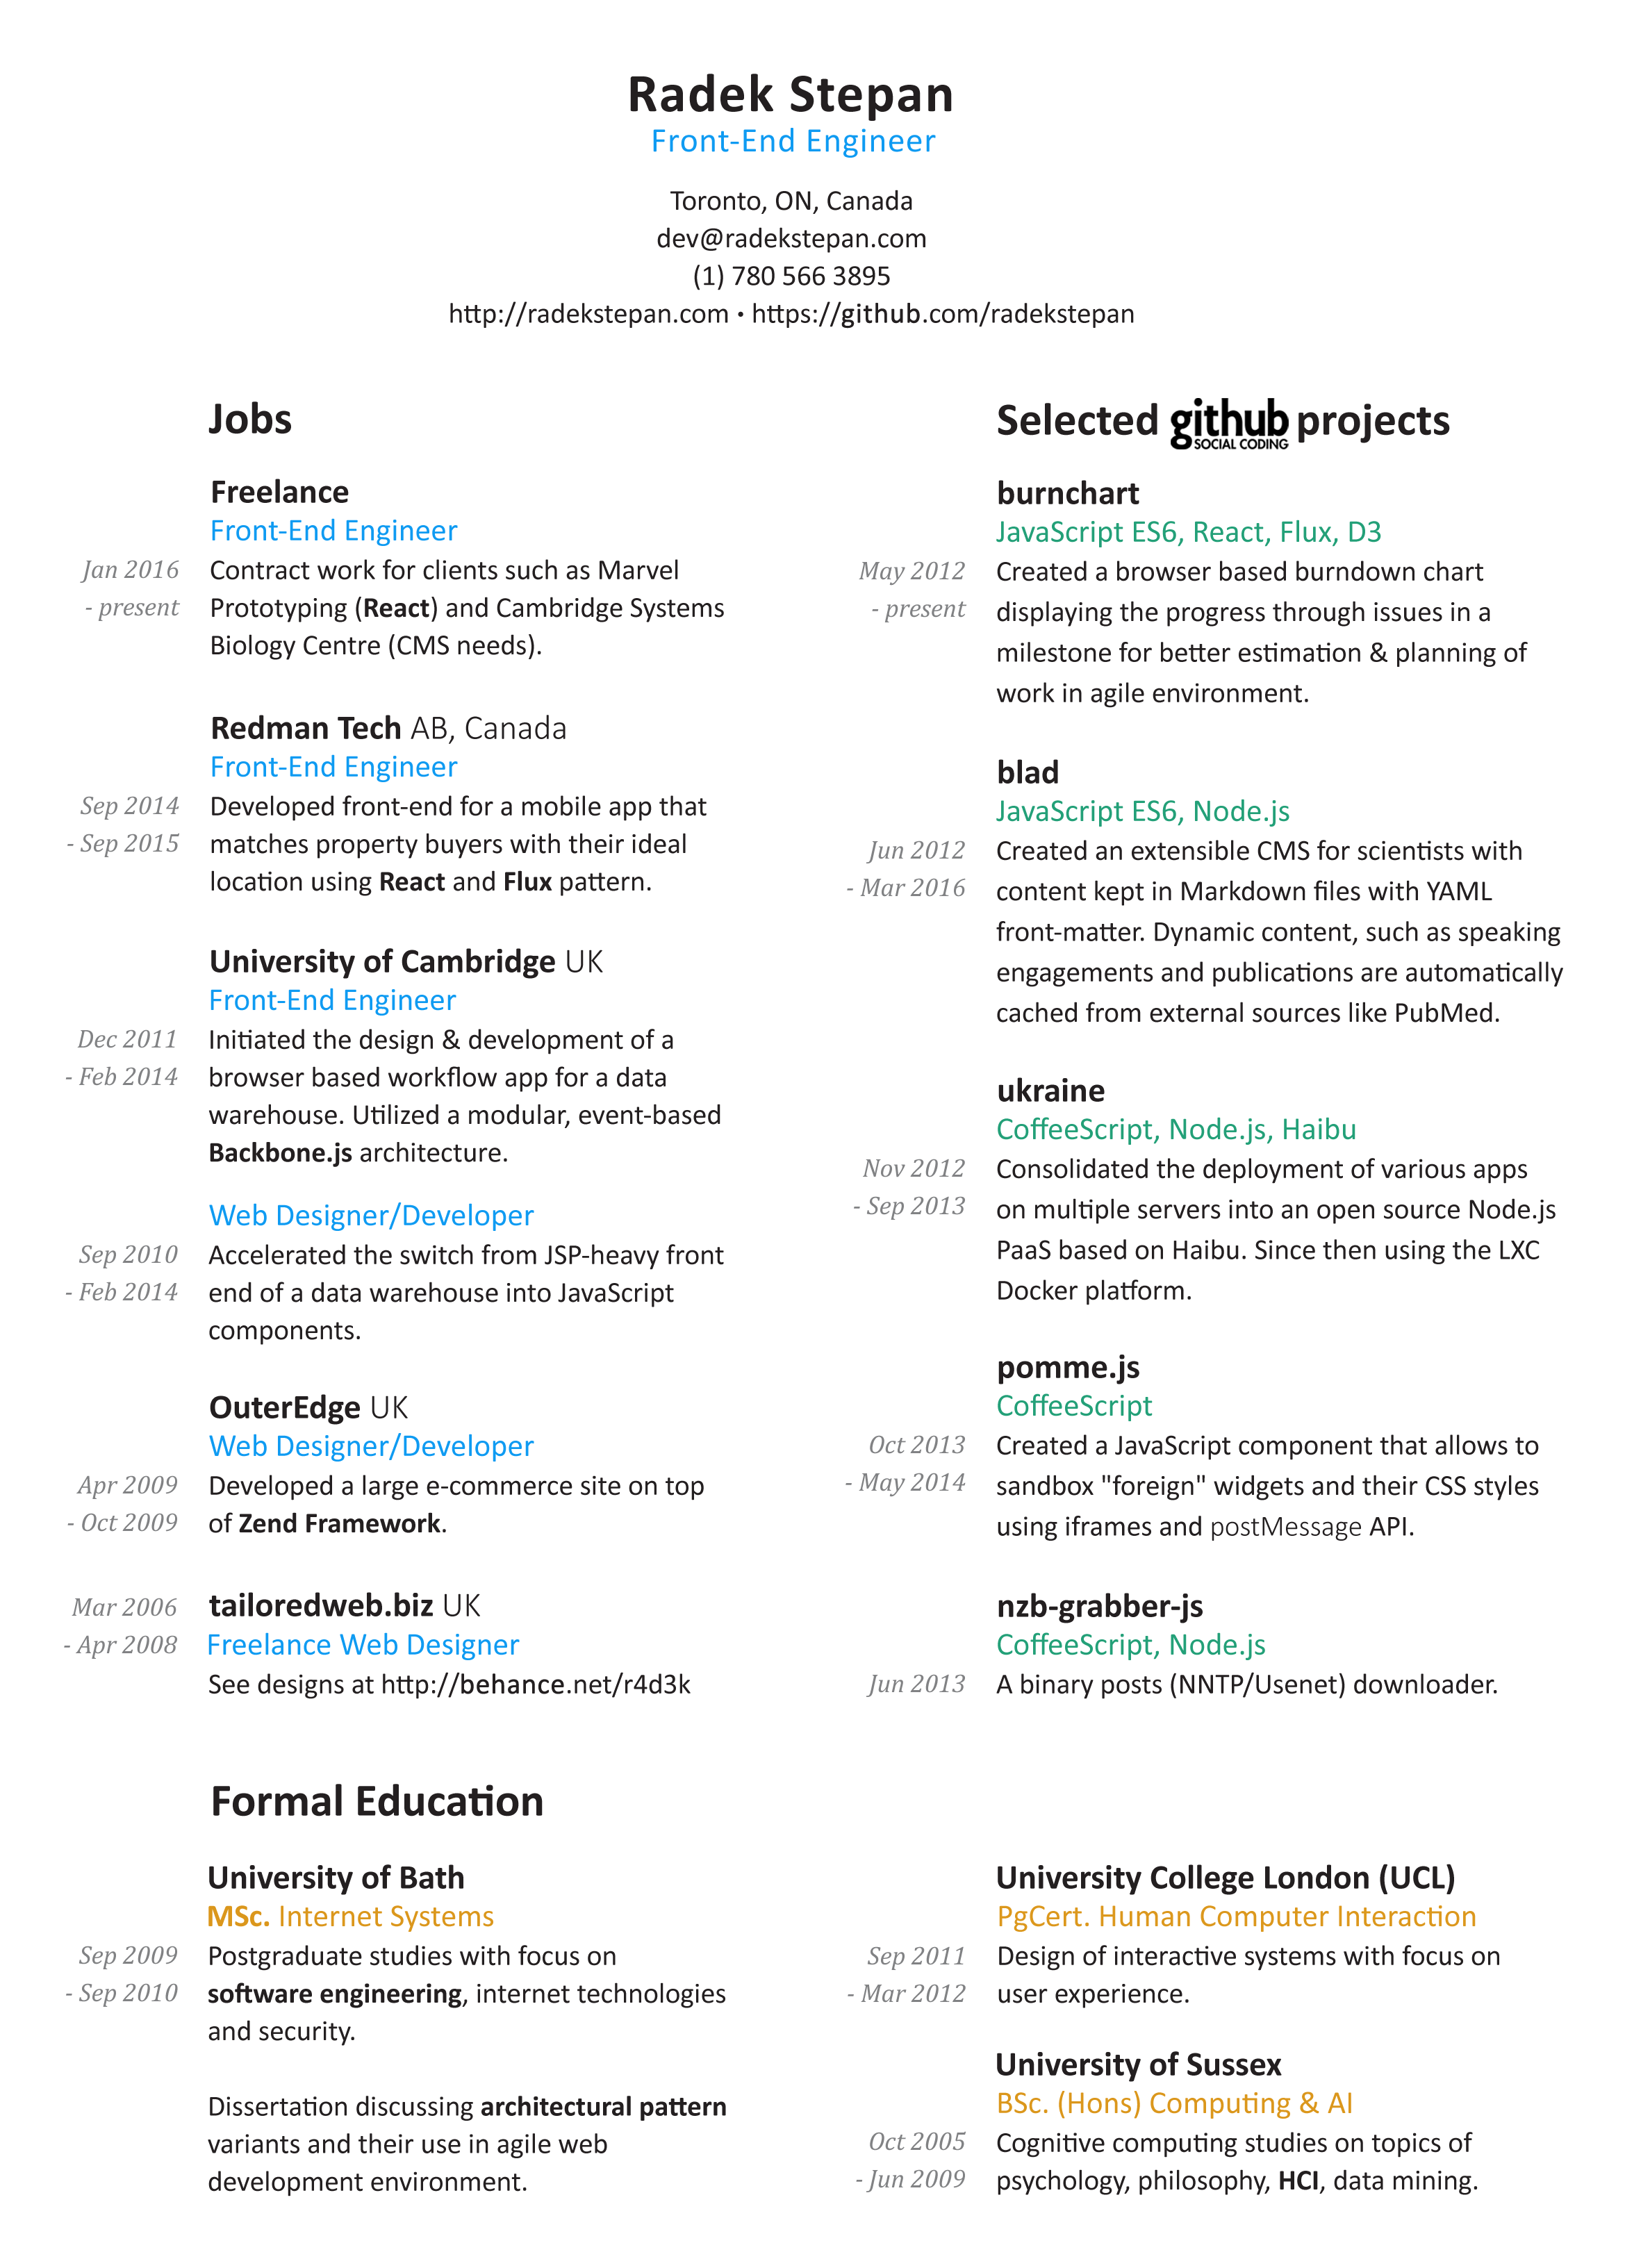 Radek Stepan
Front-End Engineer
Toronto, ON, Canada
dev@radekstepan.com
(1) 780 566 3895
http://radekstepan.com • https://github.com/radekstepan
Jobs
Freelance
Front-End Engineer
Jan 2016
- present
Contract work for clients such as Marvel
Prototyping (React) and Cambridge Systems
Biology Centre (CMS needs).
Redman Tech AB, Canada
Front-End Engineer
Sep 2014
- Sep 2015
Developed front-end for a mobile app that
matches property buyers with their ideal
location using React and Flux pattern.
University of Cambridge UK
Front-End Engineer
Dec 2011
- Feb 2014
Initiated the design & development of a
browser based workflow app for a data
warehouse. Utilized a modular, event-based
Backbone.js architecture.
Web Designer/Developer
Sep 2010
- Feb 2014
Accelerated the switch from JSP-heavy front
end of a data warehouse into JavaScript
components.
OuterEdge UK
Web Designer/Developer
Apr 2009
- Oct 2009
Developed a large e-commerce site on top
of Zend Framework.
Mar 2006
- Apr 2008
tailoredweb.biz UK
Freelance Web Designer
See designs at http://behance.net/r4d3k
Selected github projects
SOCIAL CODING
burnchart
JavaScript ES6, React, Flux, D3
May 2012
- present
Created a browser based burndown chart
displaying the progress through issues in a
milestone for better estimation & planning of
work in agile environment.
blad
JavaScript ES6, Node.js
Jun 2012
- Mar 2016
Created an extensible CMS for scientists with
content kept in Markdown files with YAML
front-matter. Dynamic content, such as speaking
engagements and publications are automatically
cached from external sources like PubMed.
ukraine
CoffeeScript, Node.js, Haibu
Nov 2012
- Sep 2013
Consolidated the deployment of various apps
on multiple servers into an open source Node.js
PaaS based on Haibu. Since then using the LXC
Docker platform.
pomme.js
CoffeeScript
Oct 2013
- May 2014
Created a JavaScript component that allows to
sandbox "foreign" widgets and their CSS styles
using iframes and postMessage API.
nzb-grabber-js
CoffeeScript, Node.js
Jun 2013
A binary posts (NNTP/Usenet) downloader.
Formal Education
University of Bath
MSc. Internet Systems
Sep 2009
- Sep 2010
Postgraduate studies with focus on
software engineering, internet technologies
and security.
Dissertation discussing architectural pattern
variants and their use in agile web
development environment.
University College London (UCL)
PgCert. Human Computer Interaction
Sep 2011
- Mar 2012
Design of interactive systems with focus on
user experience.
University of Sussex
BSc. (Hons) Computing & AI
Oct 2005
- Jun 2009
Cognitive computing studies on topics of
psychology, philosophy, HCI, data mining.